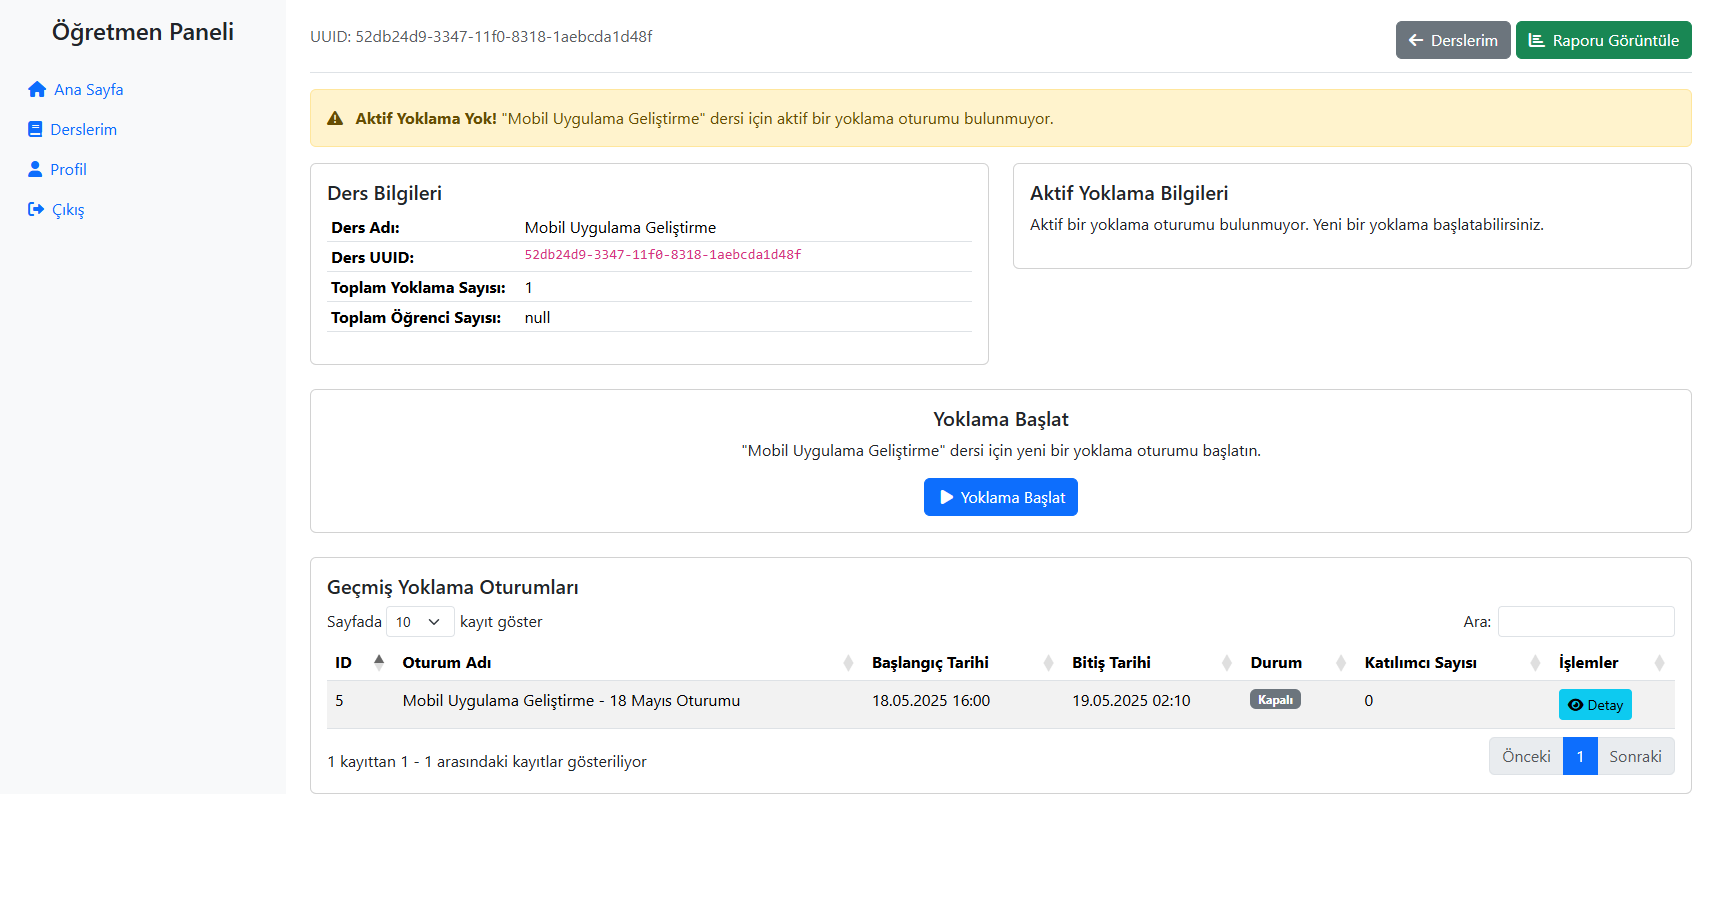 Öğretmen Paneli
Ana Sayfa
Derslerim
Profil
Çıkış
UUID: 52db24d9-3347-11f0-8318-1aebcda1d48f
Derslerim
Raporu Görüntüle
Aktif Yoklama Yok! "Mobil Uygulama Geliştirme" dersi için aktif bir yoklama oturumu bulunmuyor.
Ders Bilgileri
Ders Adı: Mobil Uygulama Geliştirme
Ders UUID: 52db24d9-3347-11f0-8318-1aebcda1d48f
Toplam Yoklama Sayısı: 1
Toplam Öğrenci Sayısı: null
Aktif Yoklama Bilgileri
Aktif bir yoklama oturumu bulunmuyor. Yeni bir yoklama başlatabilirsiniz.
Yoklama Başlat
"Mobil Uygulama Geliştirme" dersi için yeni bir yoklama oturumu başlatın.
Yoklama Başlat
Geçmiş Yoklama Oturumları
Sayfada 10 kayıt göster
Ara:
ID Oturum Adı Başlangıç Tarihi Bitiş Tarihi Durum Katılımcı Sayısı İşlemler
5 Mobil Uygulama Geliştirme - 18 Mayıs Oturumu 18.05.2025 16:00 19.05.2025 02:10 Kapalı 0 Detay
1 kayıttan 1 - 1 arasındaki kayıtlar gösteriliyor
Önceki 1 Sonraki